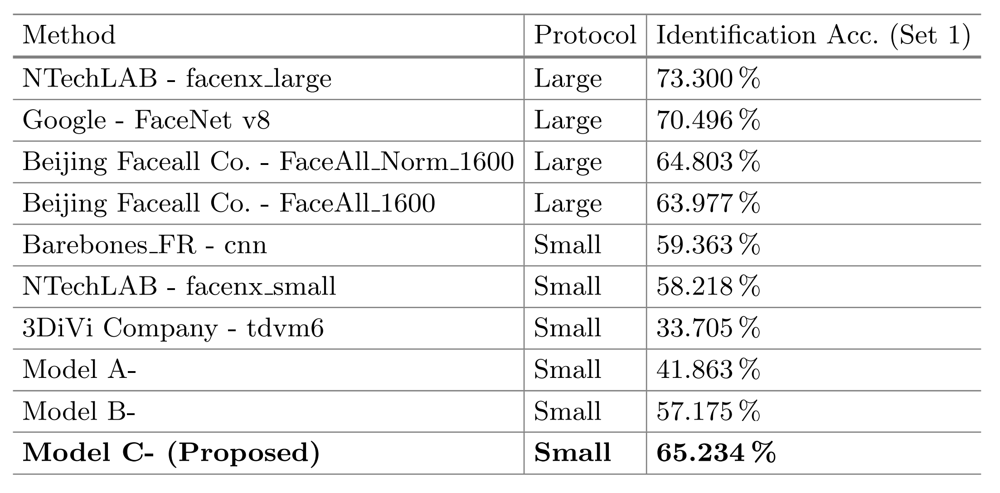 Method Protocol Identification Acc. (Set 1)
NTechLAB - facenx_large Large 73.300 %
Google - FaceNet v8 Large 70.496 %
Beijing Faceall Co. - FaceAll_Norm_1600 Large 64.803 %
Beijing Faceall Co. - FaceAll_1600 Large 63.977 %
Barebones_FR - cnn Small 59.363 %
NTechLAB - facenx_small Small 58.218 %
3DiVi Company - tdvm6 Small 33.705 %
Model A- Small 41.863 %
Model B- Small 57.175 %
Model C- (Proposed) Small 65.234 %